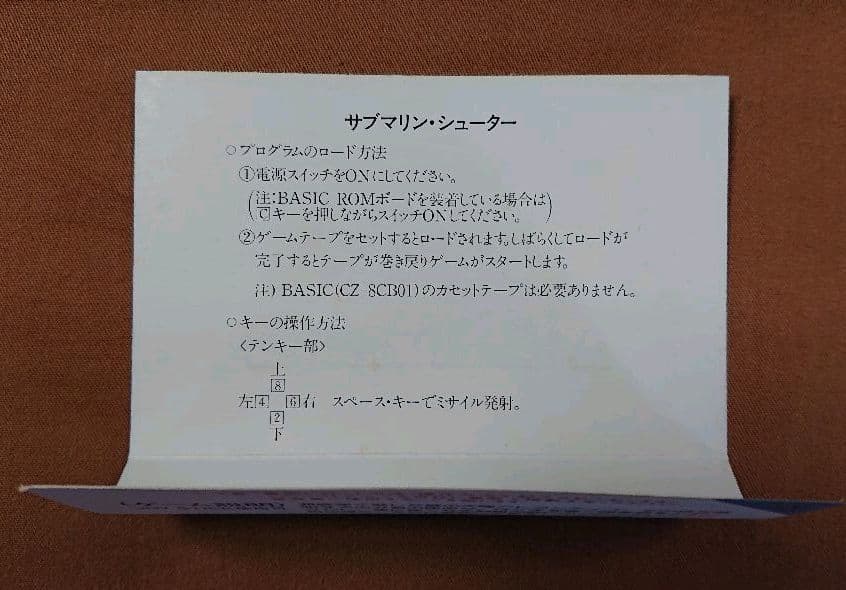 サブマリン・シューター
○プログラムのロード方法
①電源スイッチをONにしてください。
(注:BASIC ROMボードを装着している場合は
Cキーを押しながらスイッチONしてください。)
②ゲームテープをセットするとロードされます。しばらくしてロードが
完了するとテープが巻き戻りゲームがスタートします。
注) BASIC(CZ 8CB01)のカセットテープは必要ありません。
○キーの操作方法
〈テンキー部〉
上
8
左4 6右 スペース・キーでミサイル発射。
2
下